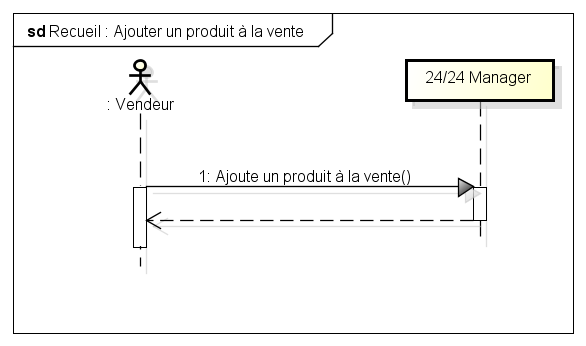 sd Recueil : Ajouter un produit à la vente
24/24 Manager
: Vendeur
1: Ajoute un produit à la vente()